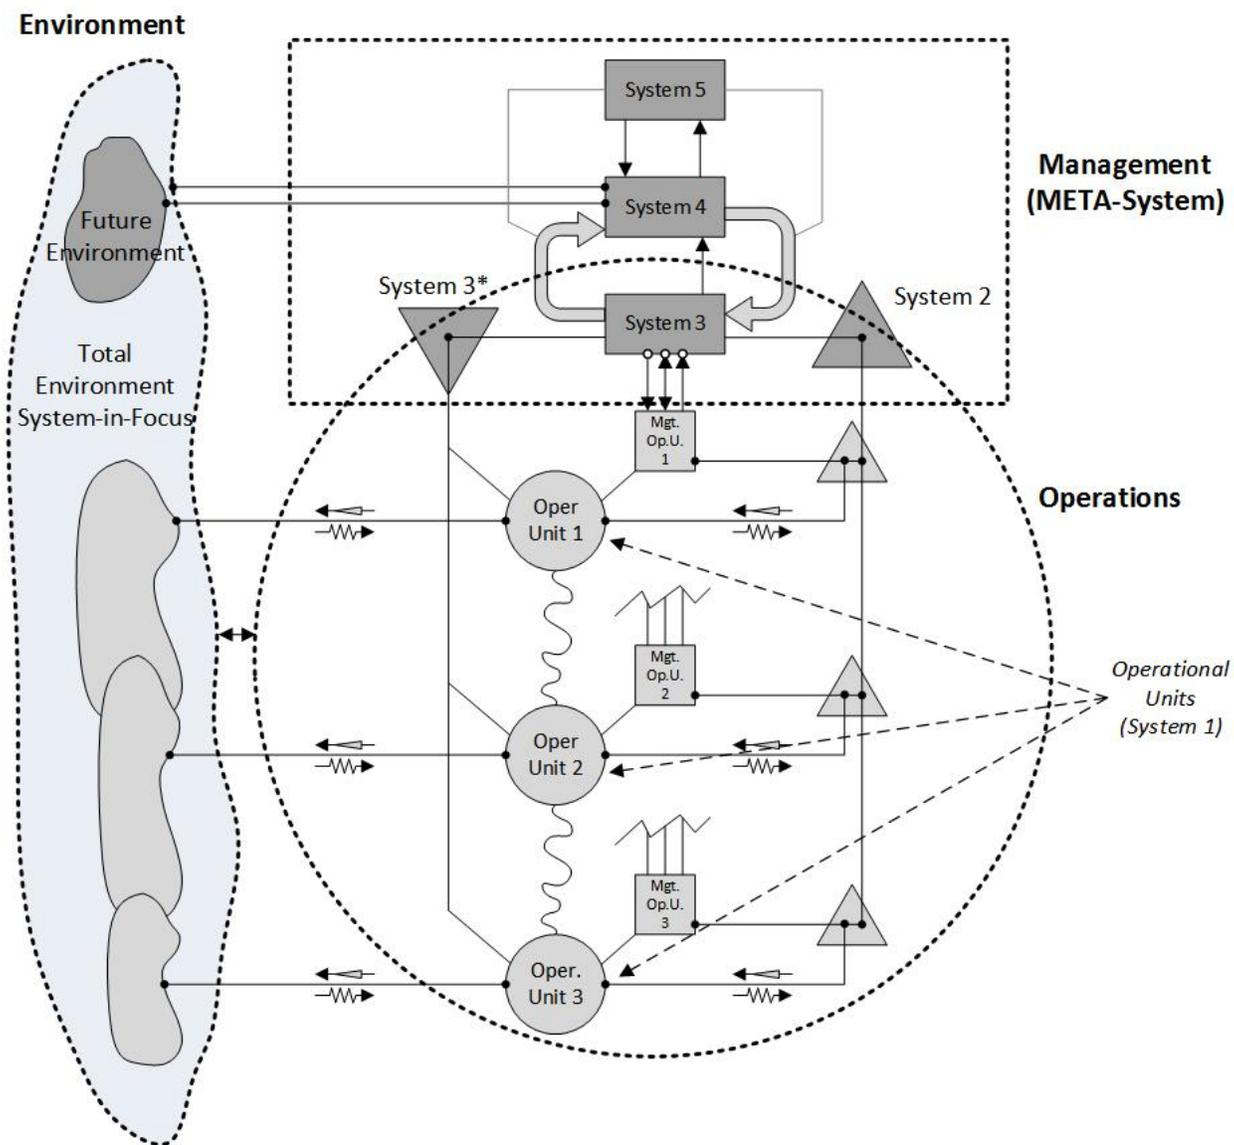 Environment
System 5
Management
(META-System)
System 4
Future
Environment
System 3*
System 2
System 3
Total
Environment
System-in-Focus
Mgt.
Op.U.
1
Operations
Oper
Unit 1
Mgt.
Op.U.
2
Operational
Units
(System 1)
Oper
Unit 2
Mgt.
Op.U.
3
Oper.
Unit 3